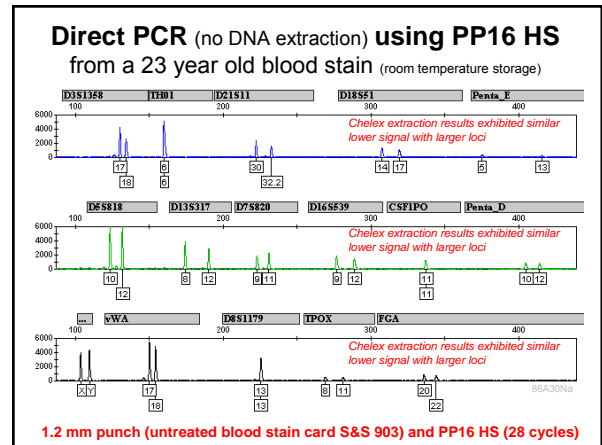 Direct PCR (no DNA extraction) using PP16 HS
from a 23 year old blood stain (room temperature storage)
D3S1358 TH01 D21S11 D18S51 Penta_E
100 200 300 400
6000
4000
2000
0
Chelex extraction results exhibited similar
lower signal with larger loci
17 6 30 14 17 5 13
18 6 32.2
D5S818 D13S317 D7S820 D16S539 CSF1PO Penta_D
100 200 300 400
6000
4000
2000
0
Chelex extraction results exhibited similar
lower signal with larger loci
10 8 12 9 11 9 12 11 10 12
12 11
... vWA D8S1179 TPOX FGA
100 200 300 400
6000
4000
2000
0
Chelex extraction results exhibited similar
lower signal with larger loci
X Y 17 13 8 11 20
18 13 22
86A30Na
1.2 mm punch (untreated blood stain card S&S 903) and PP16 HS (28 cycles)